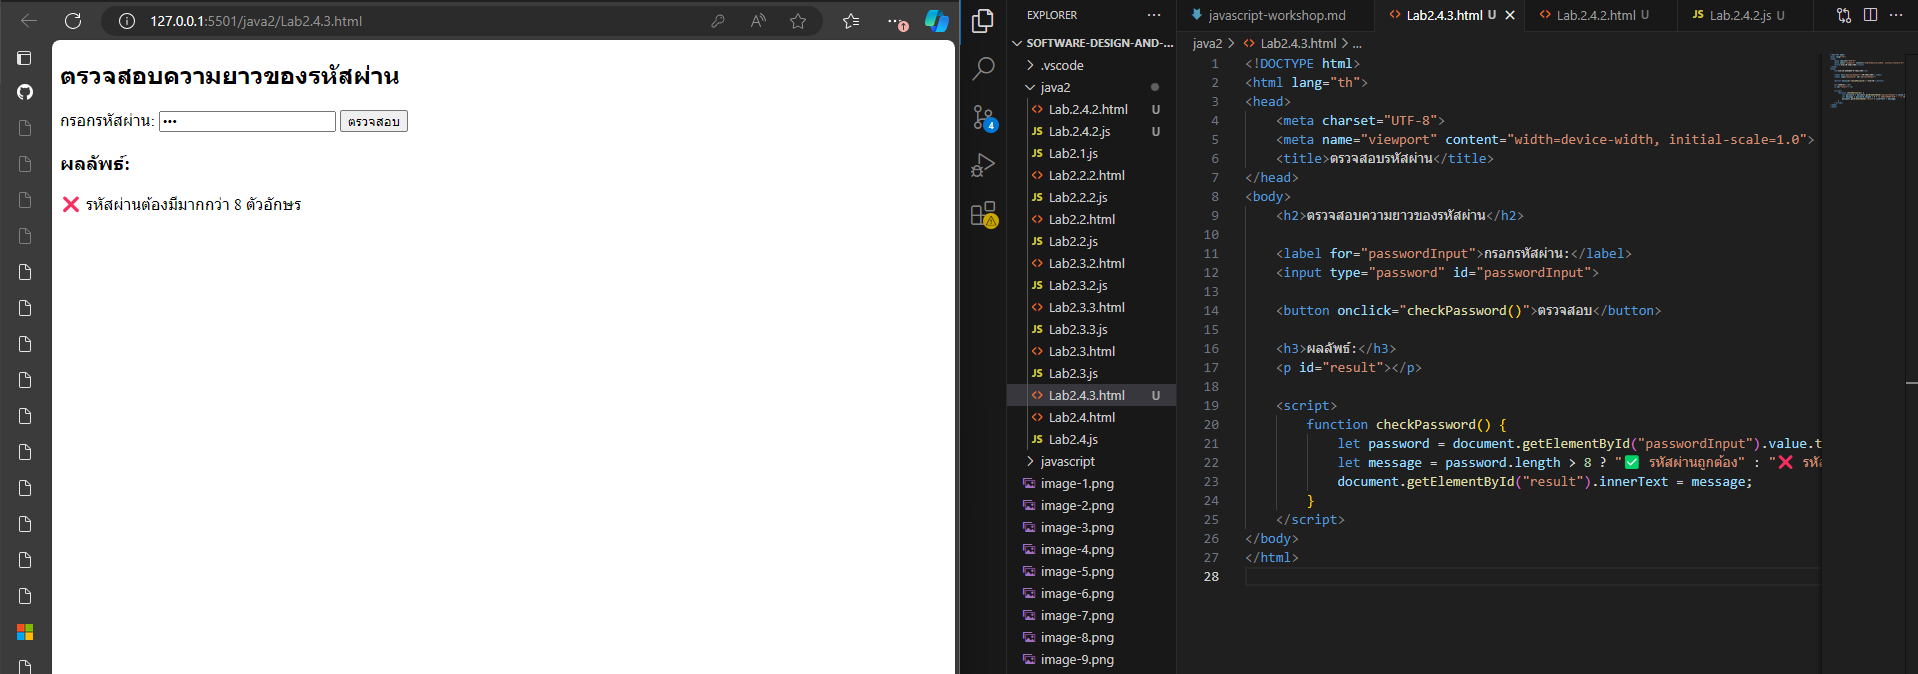 127.0.0.1:5501/java2/Lab2.4.3.html
ตรวจสอบความยาวของรหัสผ่าน
กรอกรหัสผ่าน: ••• ตรวจสอบ
ผลลัพธ์:
❌ รหัสผ่านต้องมีมากกว่า 8 ตัวอักษร
4
EXPLORER
SOFTWARE-DESIGN-AND-...
.vscode
java2
Lab.2.4.2.html U
JS Lab.2.4.2.js U
JS Lab2.1.js
Lab2.2.2.html
JS Lab2.2.2.js
Lab2.2.html
JS Lab2.2.js
Lab2.3.2.html
JS Lab2.3.2.js
Lab2.3.3.html
JS Lab2.3.3.js
Lab2.3.html
JS Lab2.3.js
Lab2.4.3.html U
Lab2.4.html
JS Lab2.4.js
javascript
image-1.png
image-2.png
image-3.png
image-4.png
image-5.png
image-6.png
image-7.png
image-8.png
image-9.png
javascript-workshop.md Lab2.4.3.html U Lab.2.4.2.html U JS Lab.2.4.2.js U
java2 > Lab2.4.3.html > ...
1 <!DOCTYPE html>
2 <html lang="th">
3 <head>
4 <meta charset="UTF-8">
5 <meta name="viewport" content="width=device-width, initial-scale=1.0">
6 <title>ตรวจสอบรหัสผ่าน</title>
7 </head>
8 <body>
9 <h2>ตรวจสอบความยาวของรหัสผ่าน</h2>
10
11 <label for="passwordInput">กรอกรหัสผ่าน:</label>
12 <input type="password" id="passwordInput">
13
14 <button onclick="checkPassword()">ตรวจสอบ</button>
15
16 <h3>ผลลัพธ์:</h3>
17 <p id="result"></p>
18
19 <script>
20 function checkPassword() {
21 let password = document.getElementById("passwordInput").value.t
22 let message = password.length > 8 ? "✅ รหัสผ่านถูกต้อง" : "❌ รหั
23 document.getElementById("result").innerText = message;
24 }
25 </script>
26 </body>
27 </html>
28